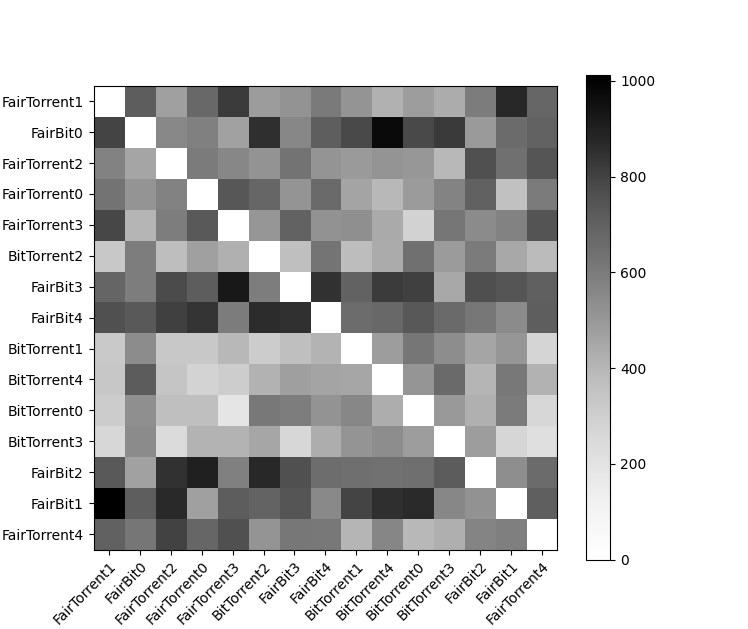 FairTorrent1
FairBit0
FairTorrent2
FairTorrent0
FairTorrent3
BitTorrent2
FairBit3
FairBit4
BitTorrent1
BitTorrent4
BitTorrent0
BitTorrent3
FairBit2
FairBit1
FairTorrent4
FairTorrent1
FairBit0
FairTorrent2
FairTorrent0
FairTorrent3
BitTorrent2
FairBit3
FairBit4
BitTorrent1
BitTorrent4
BitTorrent0
BitTorrent3
FairBit2
FairBit1
FairTorrent4
1000
800
600
400
200
0